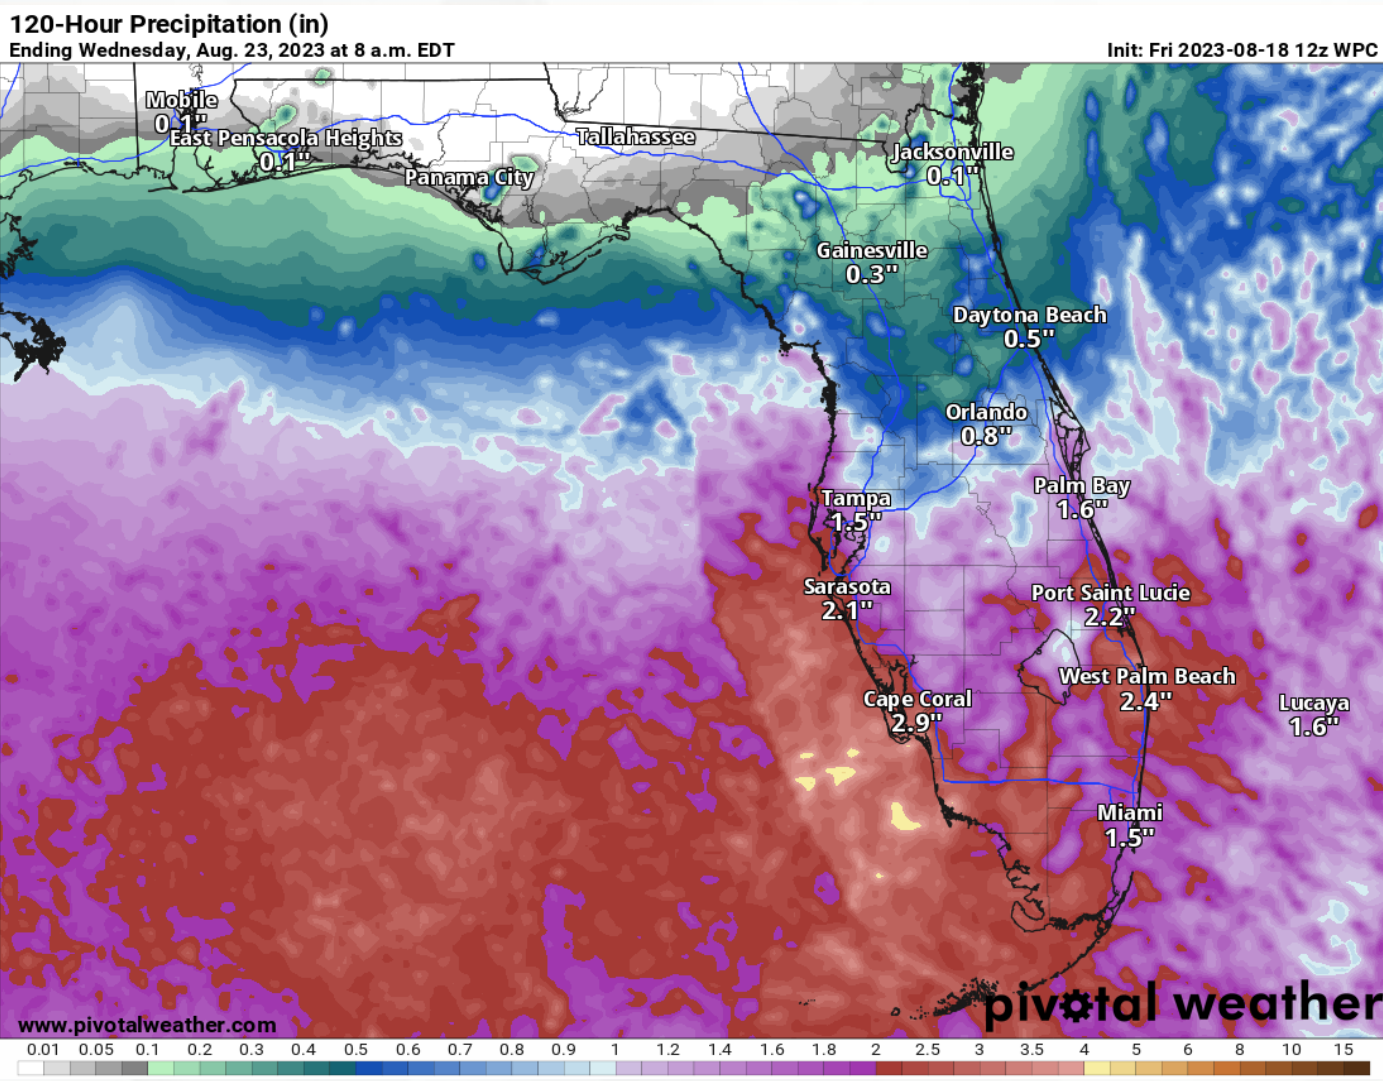 120-Hour Precipitation (in)
Ending Wednesday, Aug. 23, 2023 at 8 a.m. EDT
Init: Fri 2023-08-18 12z WPC
Mobile
0.1"
East Pensacola Heights
0.1"
Tallahassee
Panama City
Jacksonville
0.1"
Gainesville
0.3"
Daytona Beach
0.5"
Orlando
0.8"
Tampa
1.5"
Palm Bay
1.6"
Sarasota
2.1"
Port Saint Lucie
2.2"
Cape Coral
2.9"
West Palm Beach
2.4"
Lucaya
1.6"
Miami
1.5"
pivotal weather
www.pivotalweather.com
0.01 0.05 0.1 0.2 0.3 0.4 0.5 0.6 0.7 0.8 0.9 1 1.2 1.4 1.6 1.8 2 2.5 3 3.5 4 5 6 8 10 15